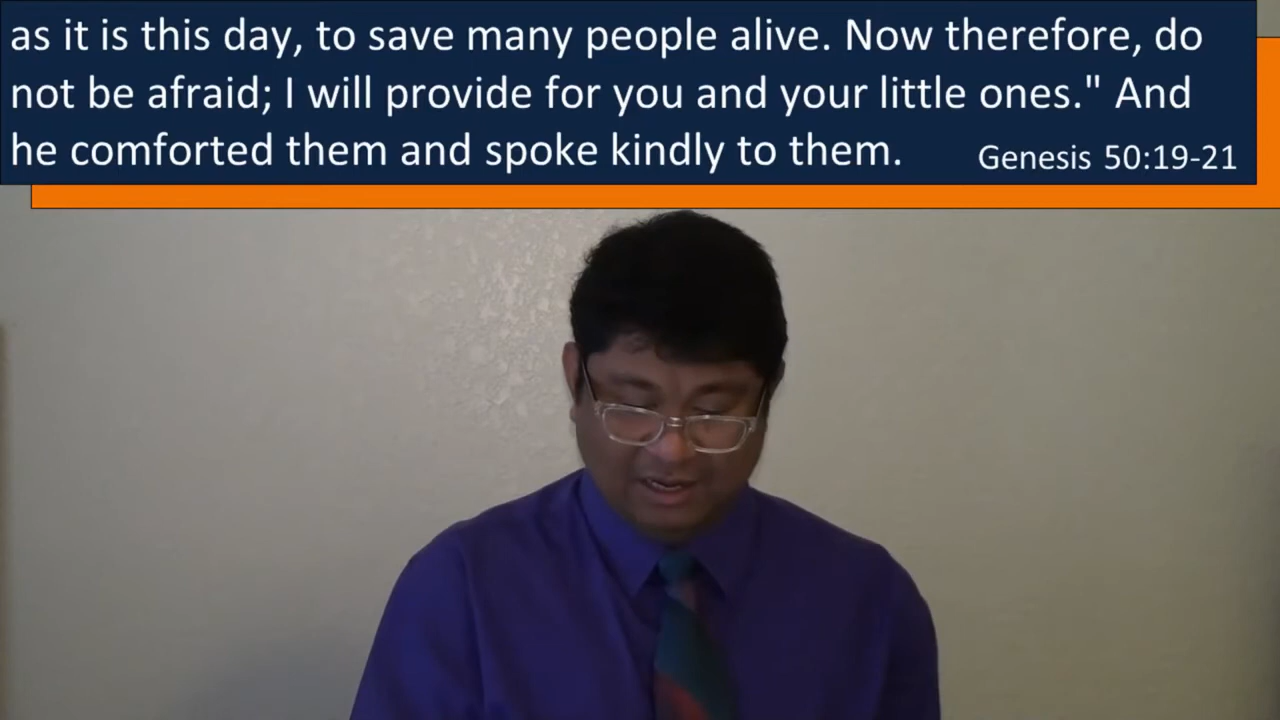 as it is this day, to save many people alive. Now therefore, do
not be afraid; I will provide for you and your little ones." And
he comforted them and spoke kindly to them.
Genesis 50:19-21